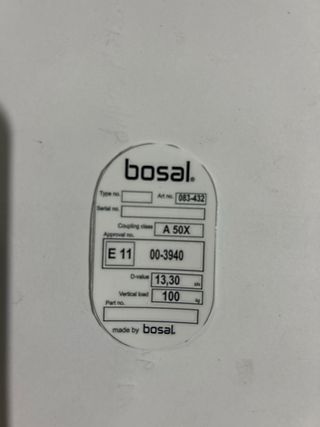 bosal®
Type no. Art no. 083-432
Serial no.
Coupling class A 50X
Approval no.
E 11 00-3940
D-value 13,30 kN
Vertical load 100 kg
Part no.
made by bosal.